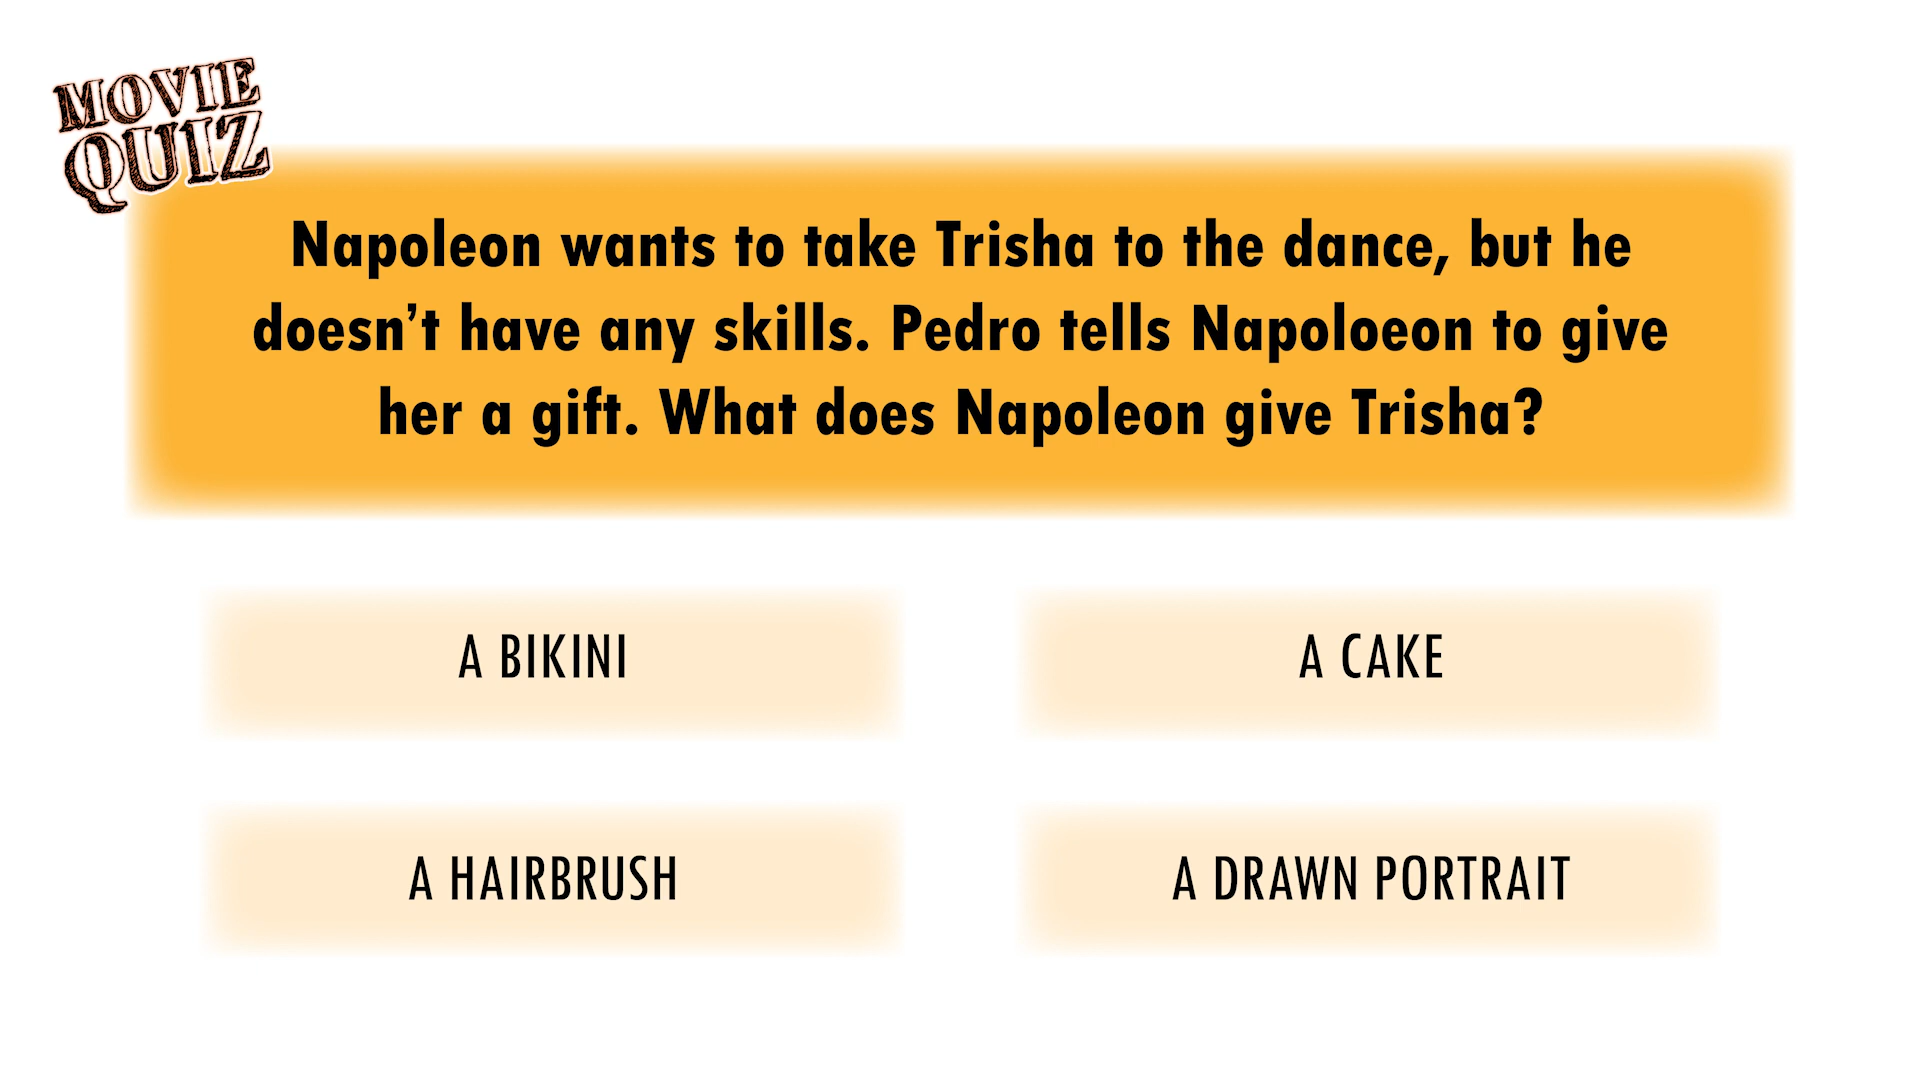 MOVIE
QUIZ
Napoleon wants to take Trisha to the dance, but he
doesn’t have any skills. Pedro tells Napoloeon to give
her a gift. What does Napoleon give Trisha?
A BIKINI
A CAKE
A HAIRBRUSH
A DRAWN PORTRAIT